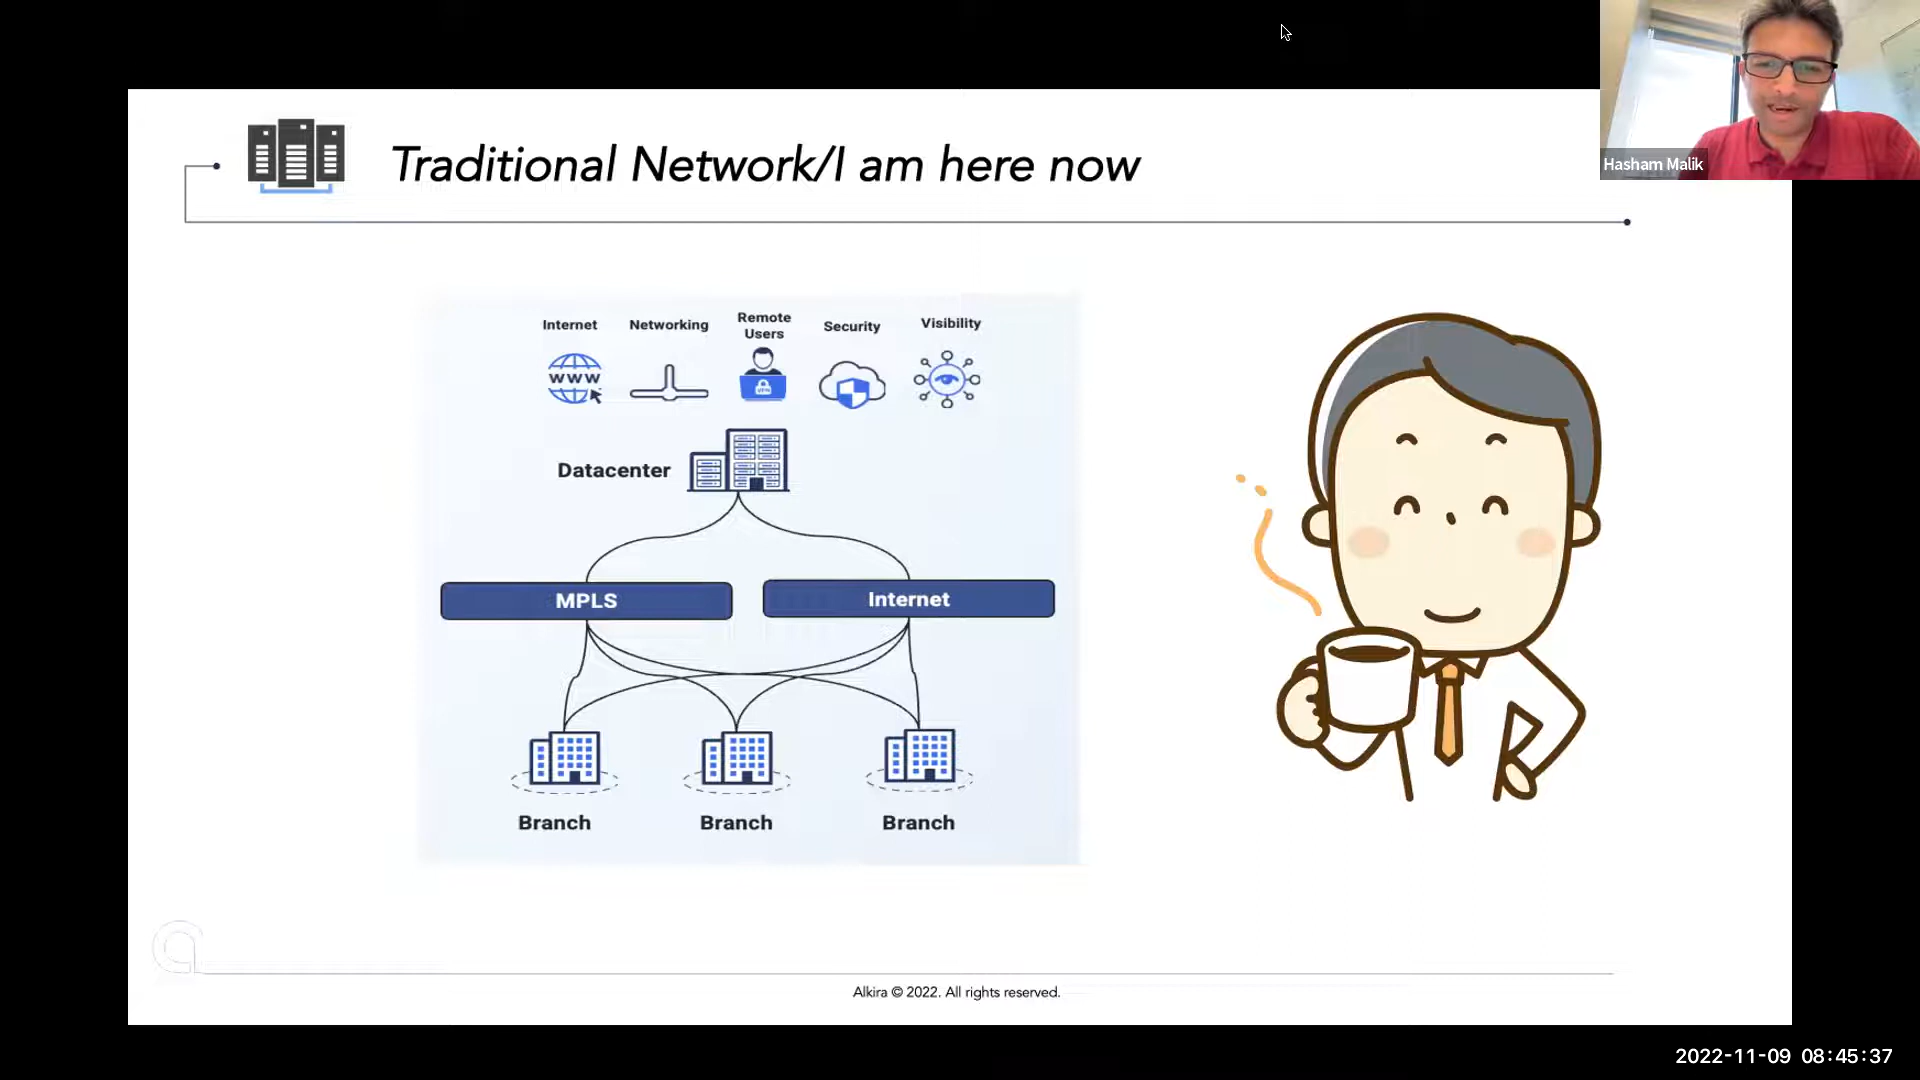 Hasham Malik
Traditional Network/I am here now
Internet
Networking
Remote
Users
Security
Visibility
www
VPN
Datacenter
MPLS
Internet
Branch
Branch
Branch
Alkira © 2022. All rights reserved.
2022-11-09 08:45:37